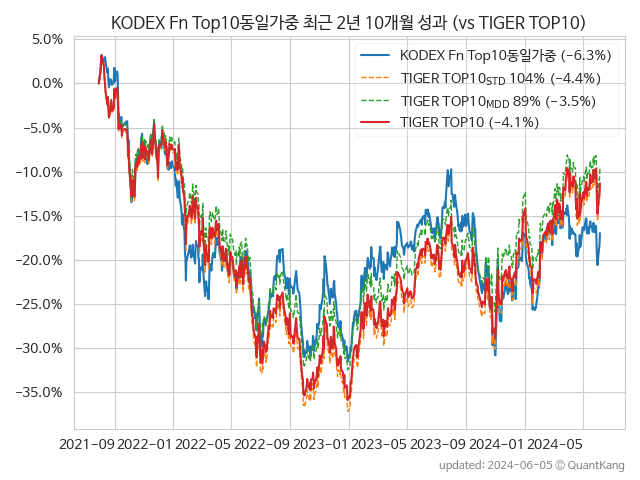 KODEX Fn Top10동일가중 최근 2년 10개월 성과 (vs TIGER TOP10)
5.0%
0.0%
−5.0%
−10.0%
−15.0%
−20.0%
−25.0%
−30.0%
−35.0%
KODEX Fn Top10동일가중 (−6.3%)
TIGER TOP10STD 104% (−4.4%)
TIGER TOP10MDD 89% (−3.5%)
TIGER TOP10 (−4.1%)
2021-09 2022-01 2022-05 2022-09 2023-01 2023-05 2023-09 2024-01 2024-05
updated: 2024-06-05 © QuantKang